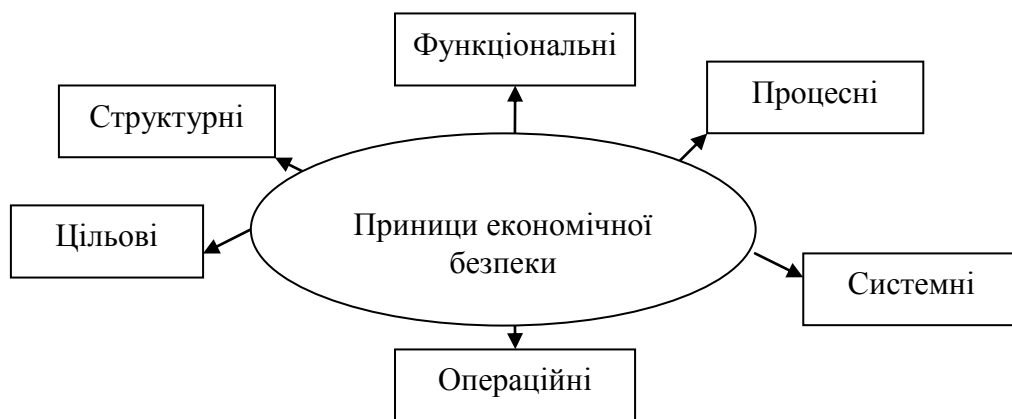 Функціональні
Процесні
Структурні
Цільові
Приници економічної
безпеки
Системні
Операційні